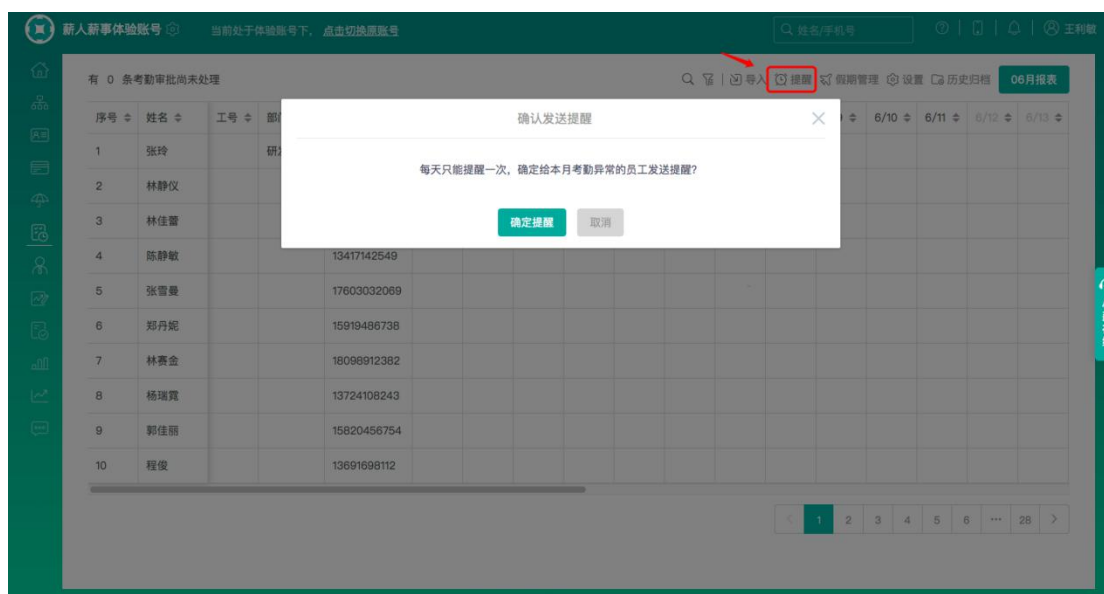 薪人薪事体验账号 当前处于体验账号下, 点击切换原账号 姓名/手机号 王利敏
有 0 条考勤审批尚未处理 导入 提醒 假期管理 设置 历史归档 06月报表
序号 姓名 工号 部门 6/10 6/11 6/12 6/13
确认发送提醒
1 张玲
每天只能提醒一次，确定给本月考勤异常的员工发送提醒?
2 林静仪
3 林佳蕾
确定提醒 取消
4 陈静敏 13417142549
5 张雪曼 17603032069
6 郑丹妮 15919486738
7 林赛金 18098912382
8 杨瑞霓 13724108243
9 郭佳丽 15820456754
10 程俊 13691698112
1 2 3 4 5 6 ··· 28